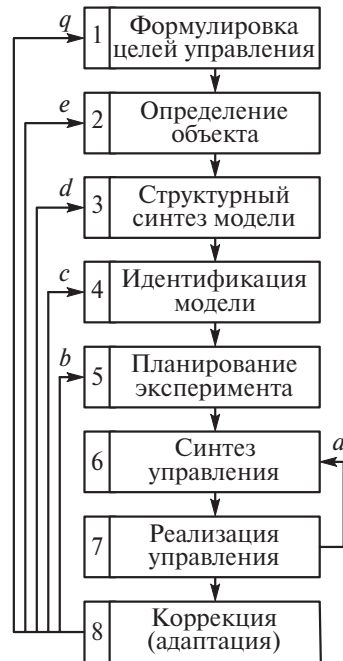 q
1 Формулировка
целей управления
e
2 Определение
объекта
d
3 Структурный
синтез модели
c
4 Идентификация
модели
b
5 Планирование
эксперимента
6 Синтез
управления
a
7 Реализация
управления
8 Коррекция
(адаптация)